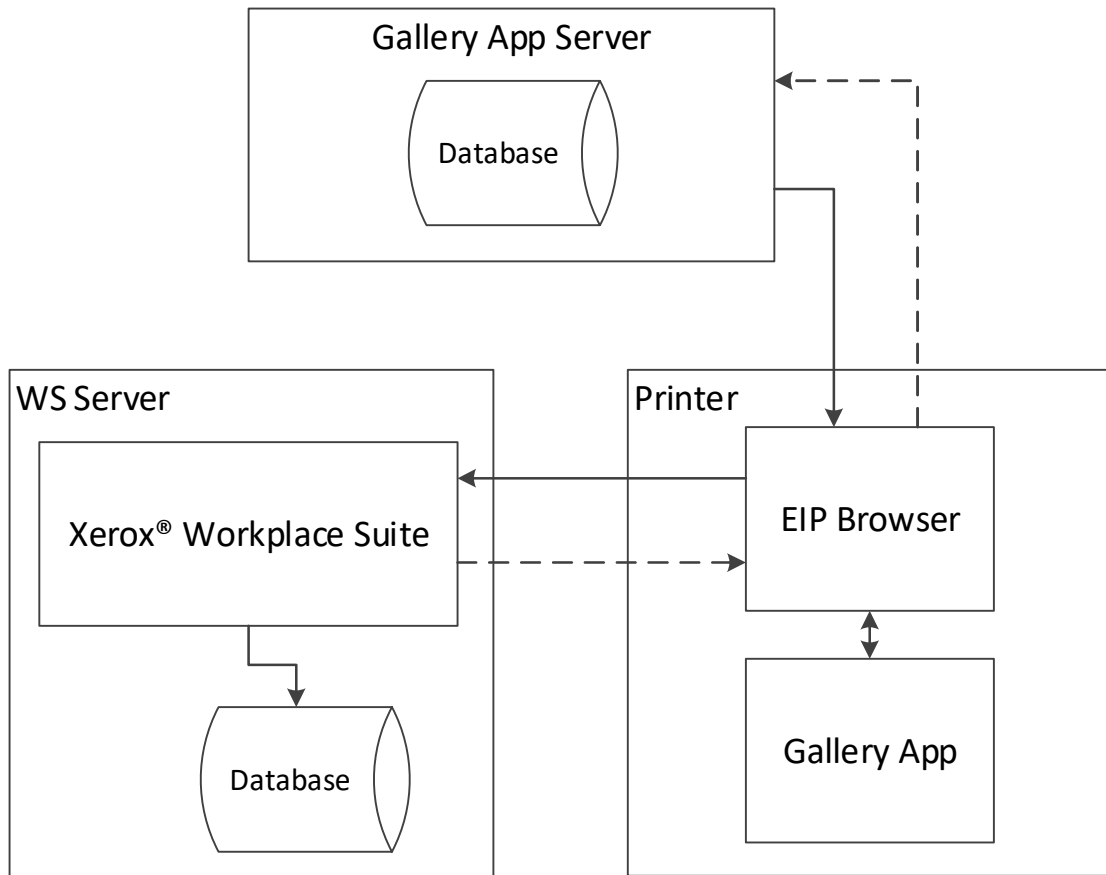 Gallery App Server
Database
WS Server
Xerox® Workplace Suite
Database
Printer
EIP Browser
Gallery App